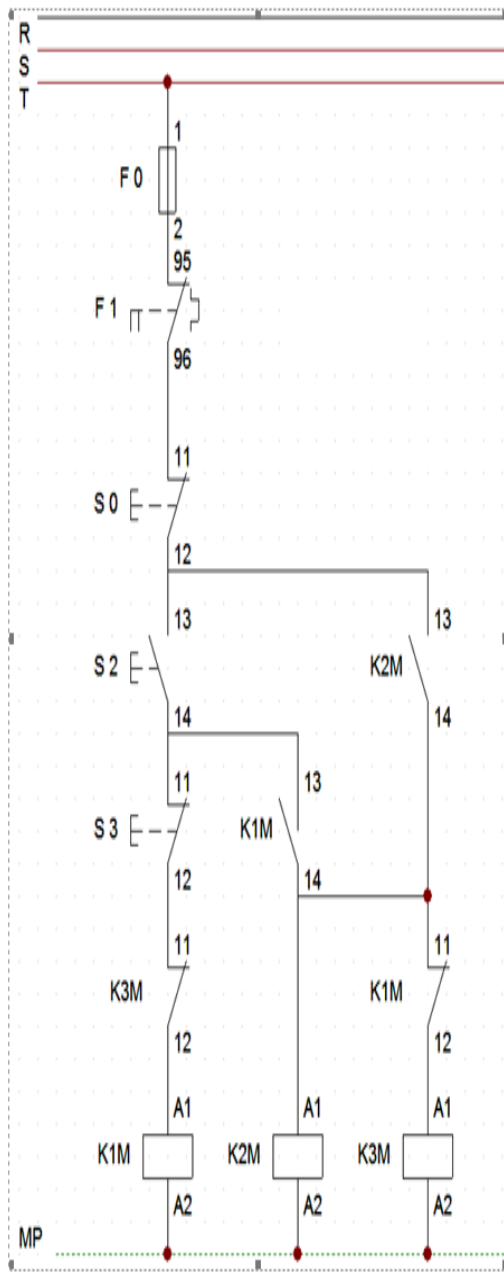 R
S
T
1
F 0
2
95
F 1
96
11
S 0
12
13 13
S 2 K2M
14 14
11 13
S 3 K1M
12 14
11 11
K3M K1M
12 12
A1 A1 A1
K1M K2M K3M
A2 A2 A2
MP